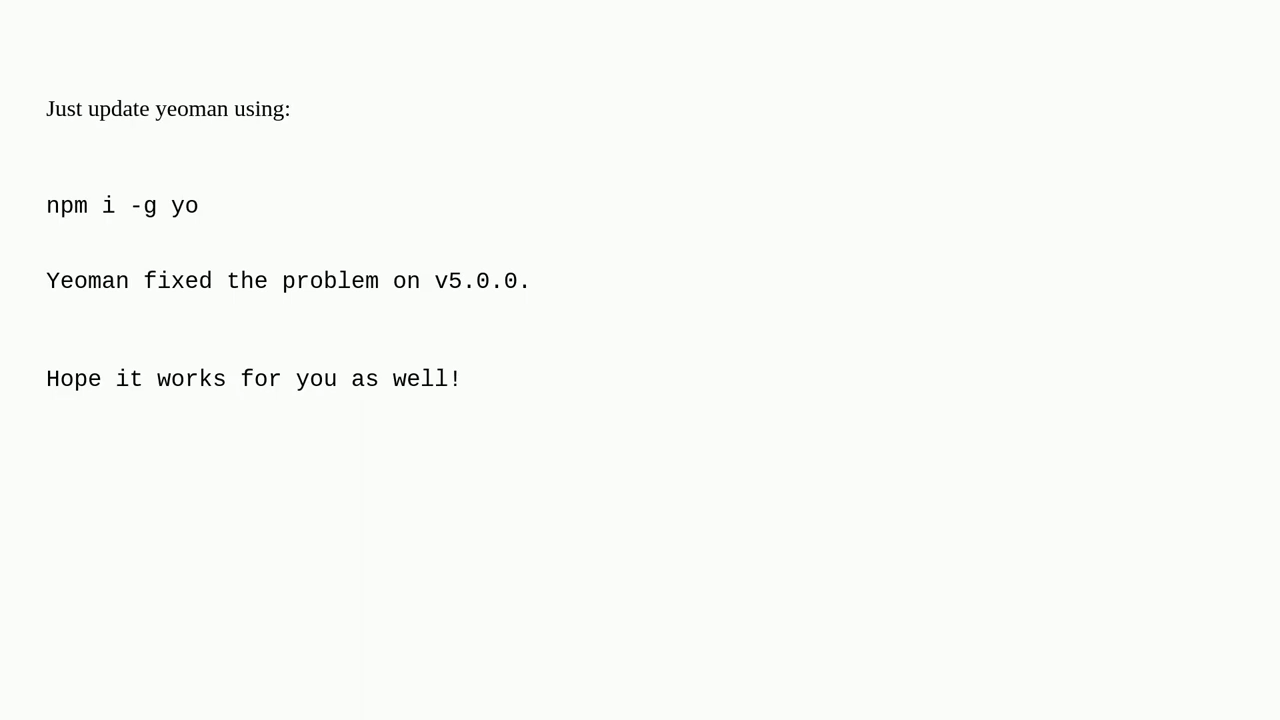 Just update yeoman using:
npm i -g yo
Yeoman fixed the problem on v5.0.0.
Hope it works for you as well!